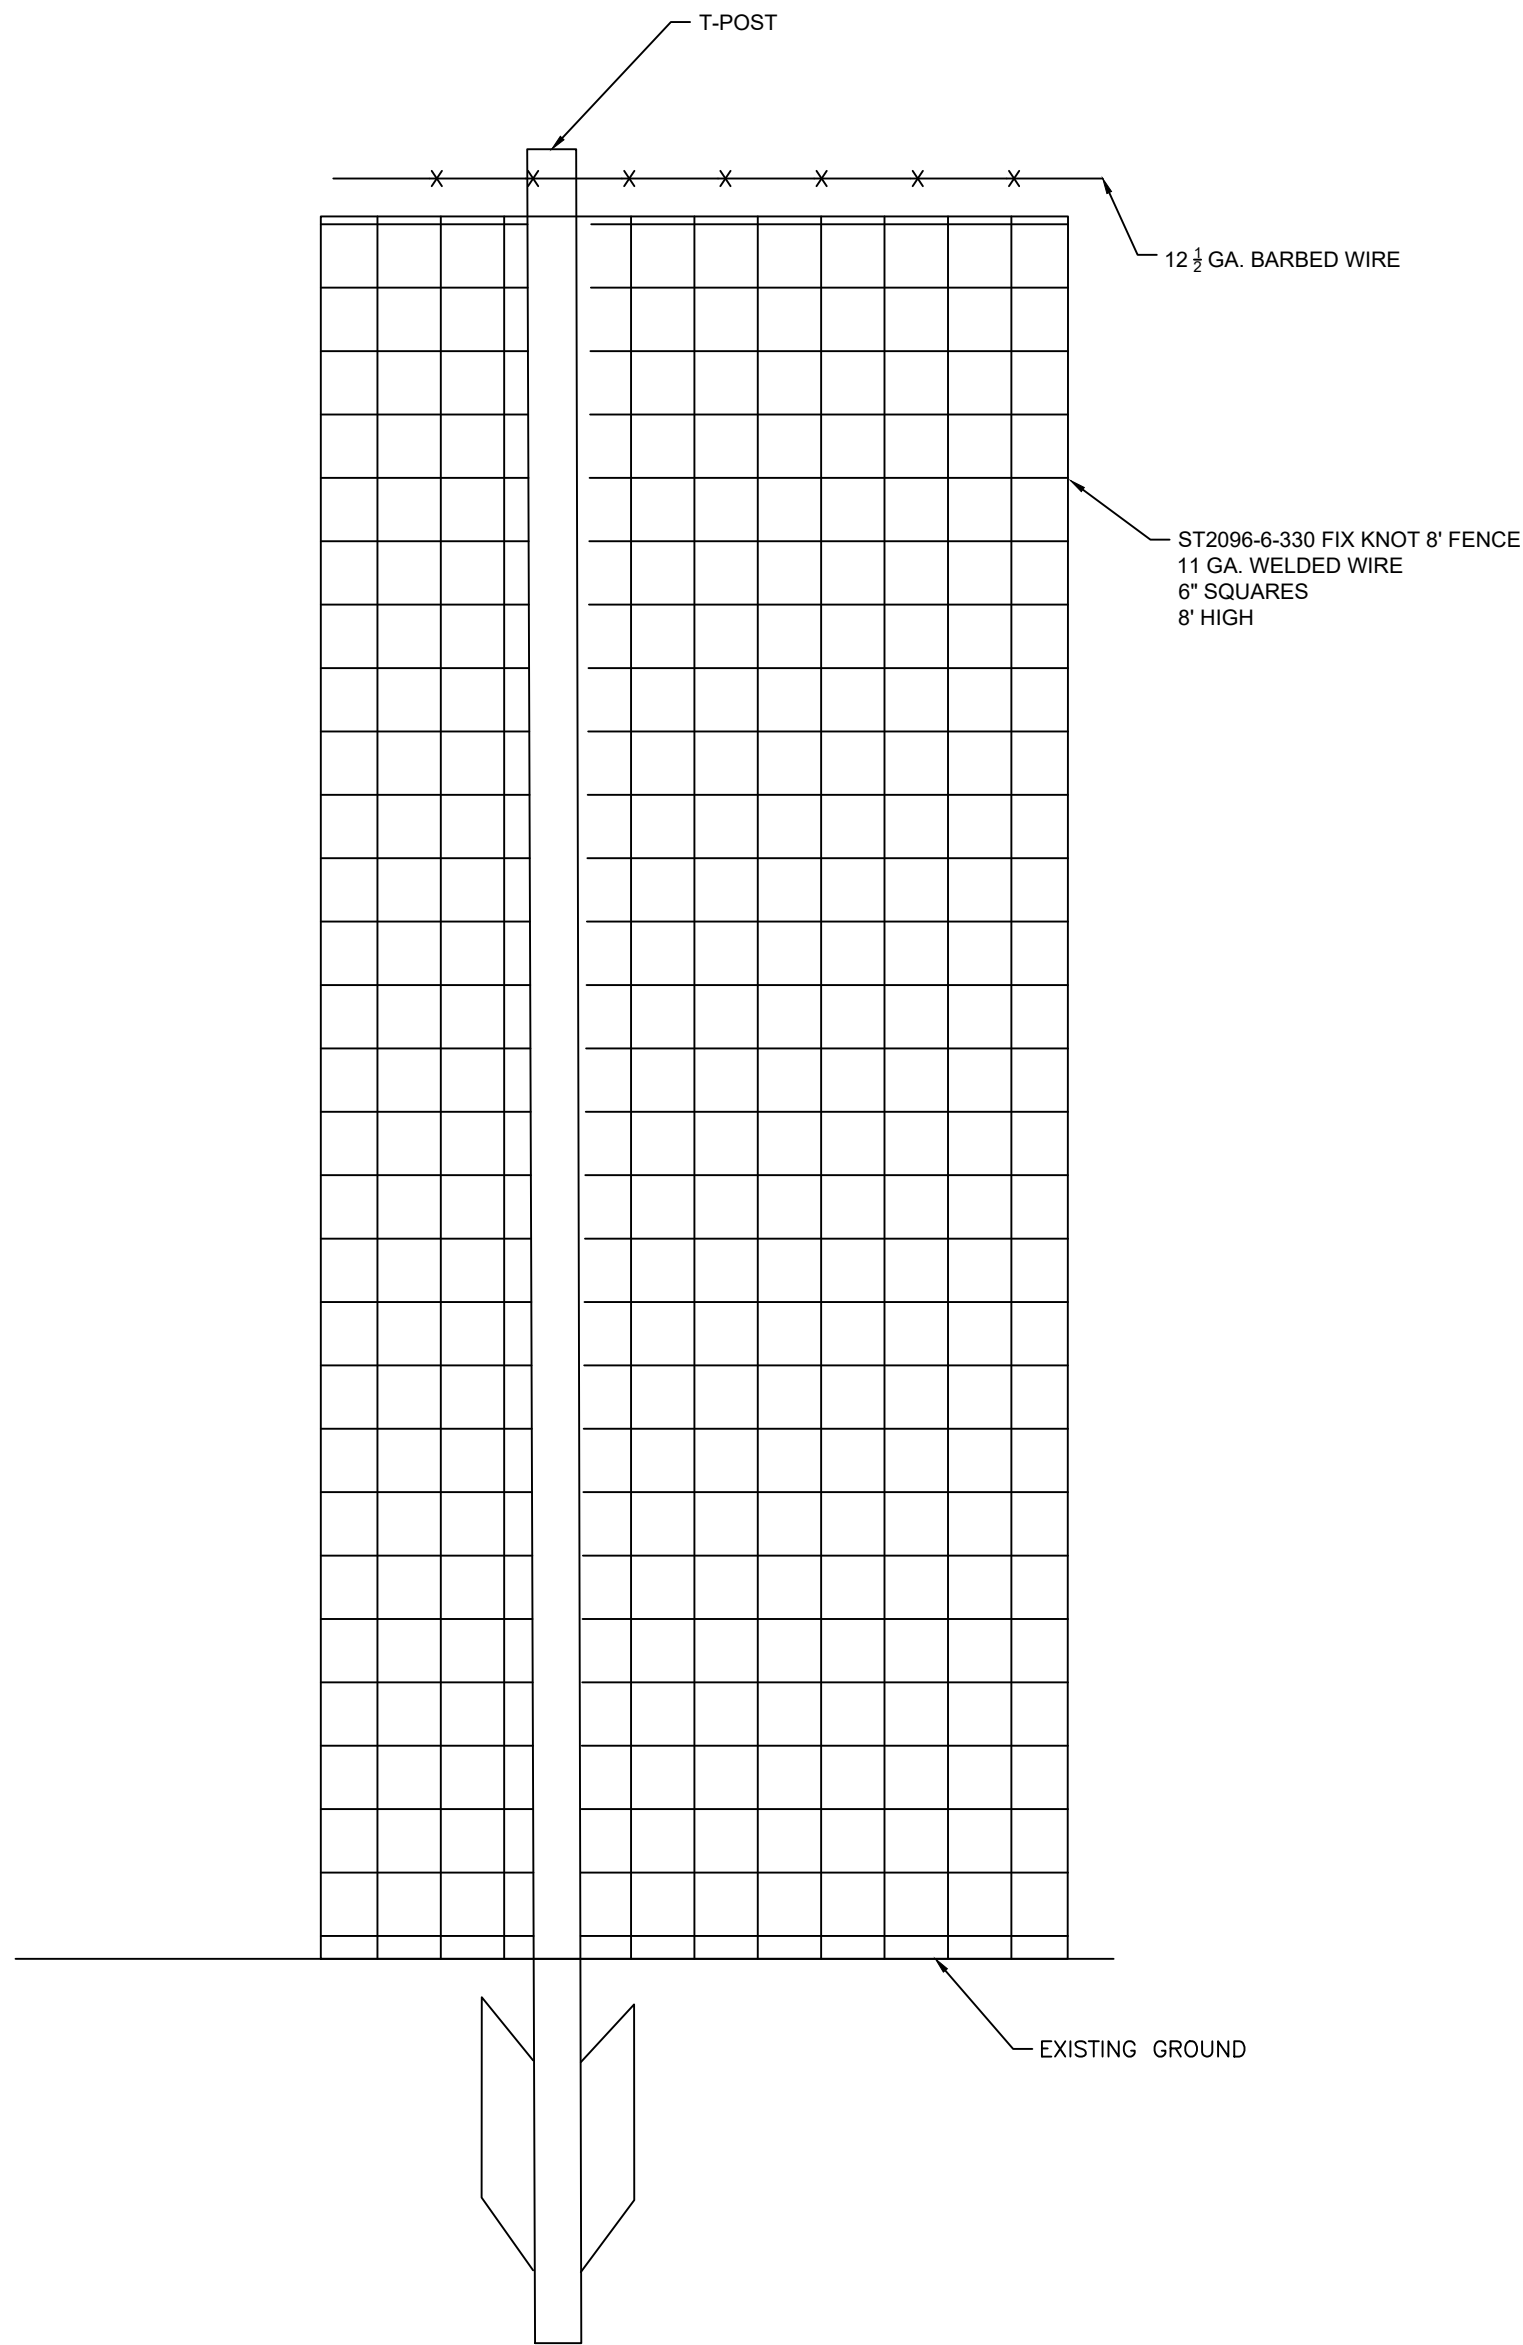 T-POST
12 ½ GA. BARBED WIRE
ST2096-6-330 FIX KNOT 8' FENCE
11 GA. WELDED WIRE
6" SQUARES
8' HIGH
EXISTING GROUND